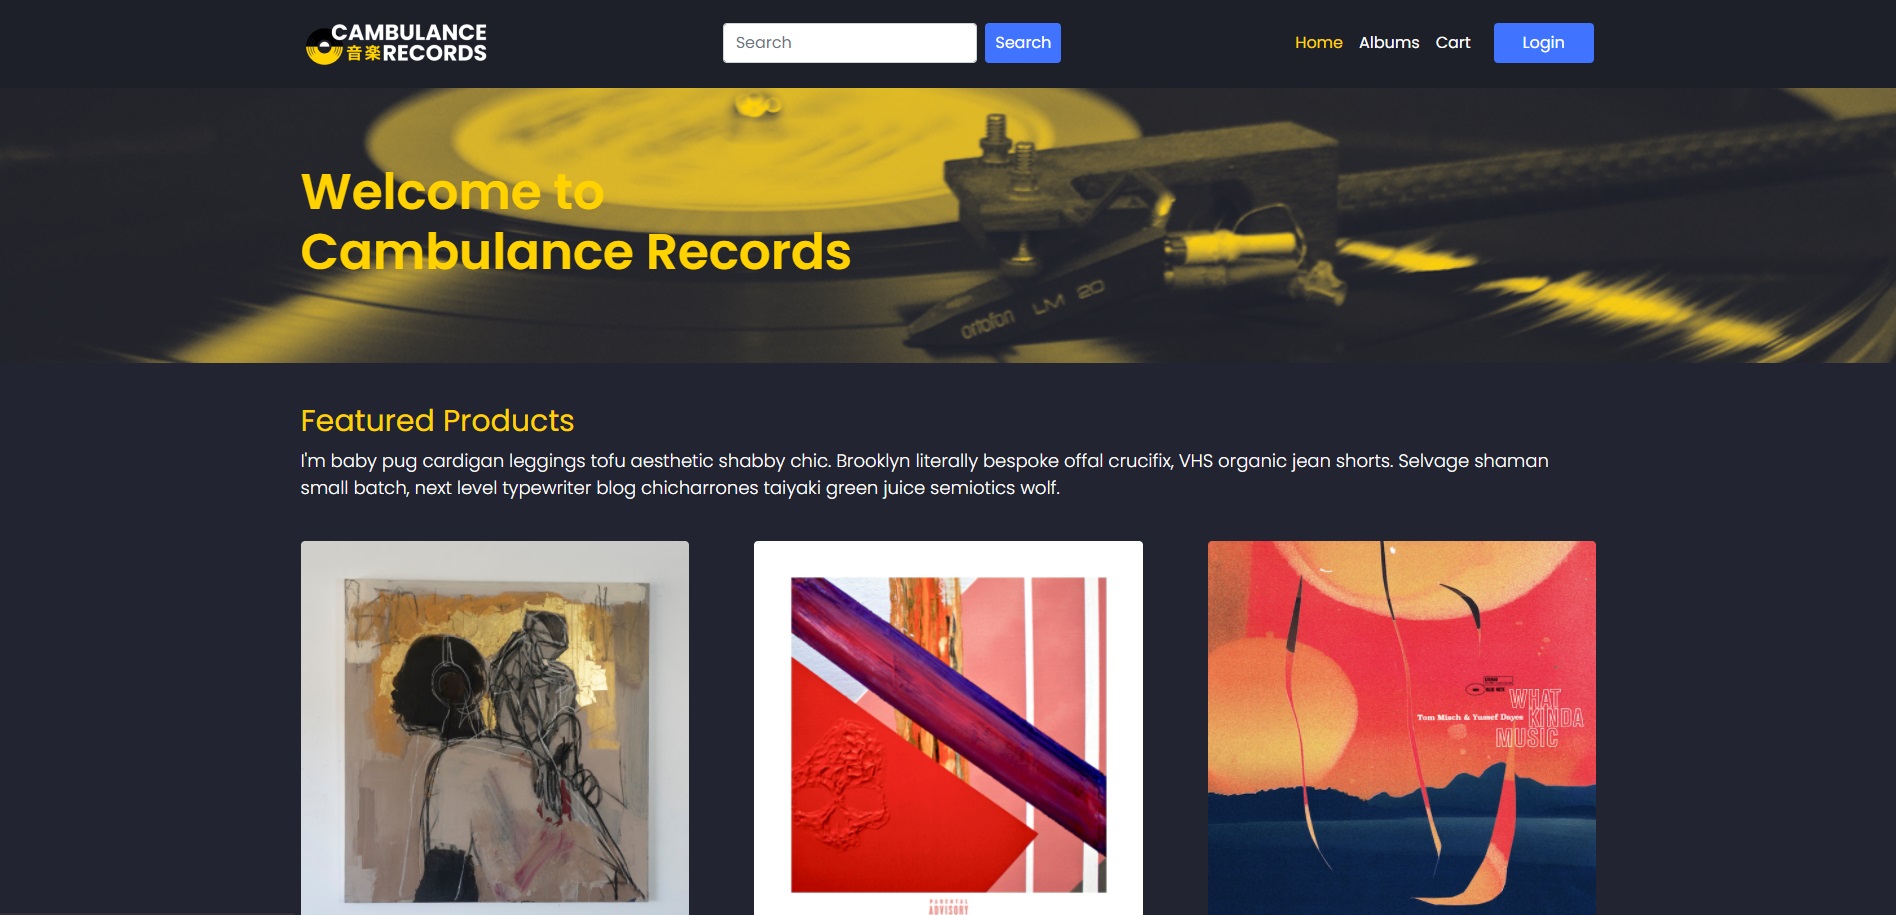 CAMBULANCE
音楽RECORDS
Search
Search
Home
Albums
Cart
Login
Welcome to
Cambulance Records
ortofon LM 20
Featured Products
I'm baby pug cardigan leggings tofu aesthetic shabby chic. Brooklyn literally bespoke offal crucifix, VHS organic jean shorts. Selvage shaman
small batch, next level typewriter blog chicharrones taiyaki green juice semiotics wolf.
PARENTAL
ADVISORY
WHAT
Tom Misch & Yussef Dayes
KINDA
MUSIC